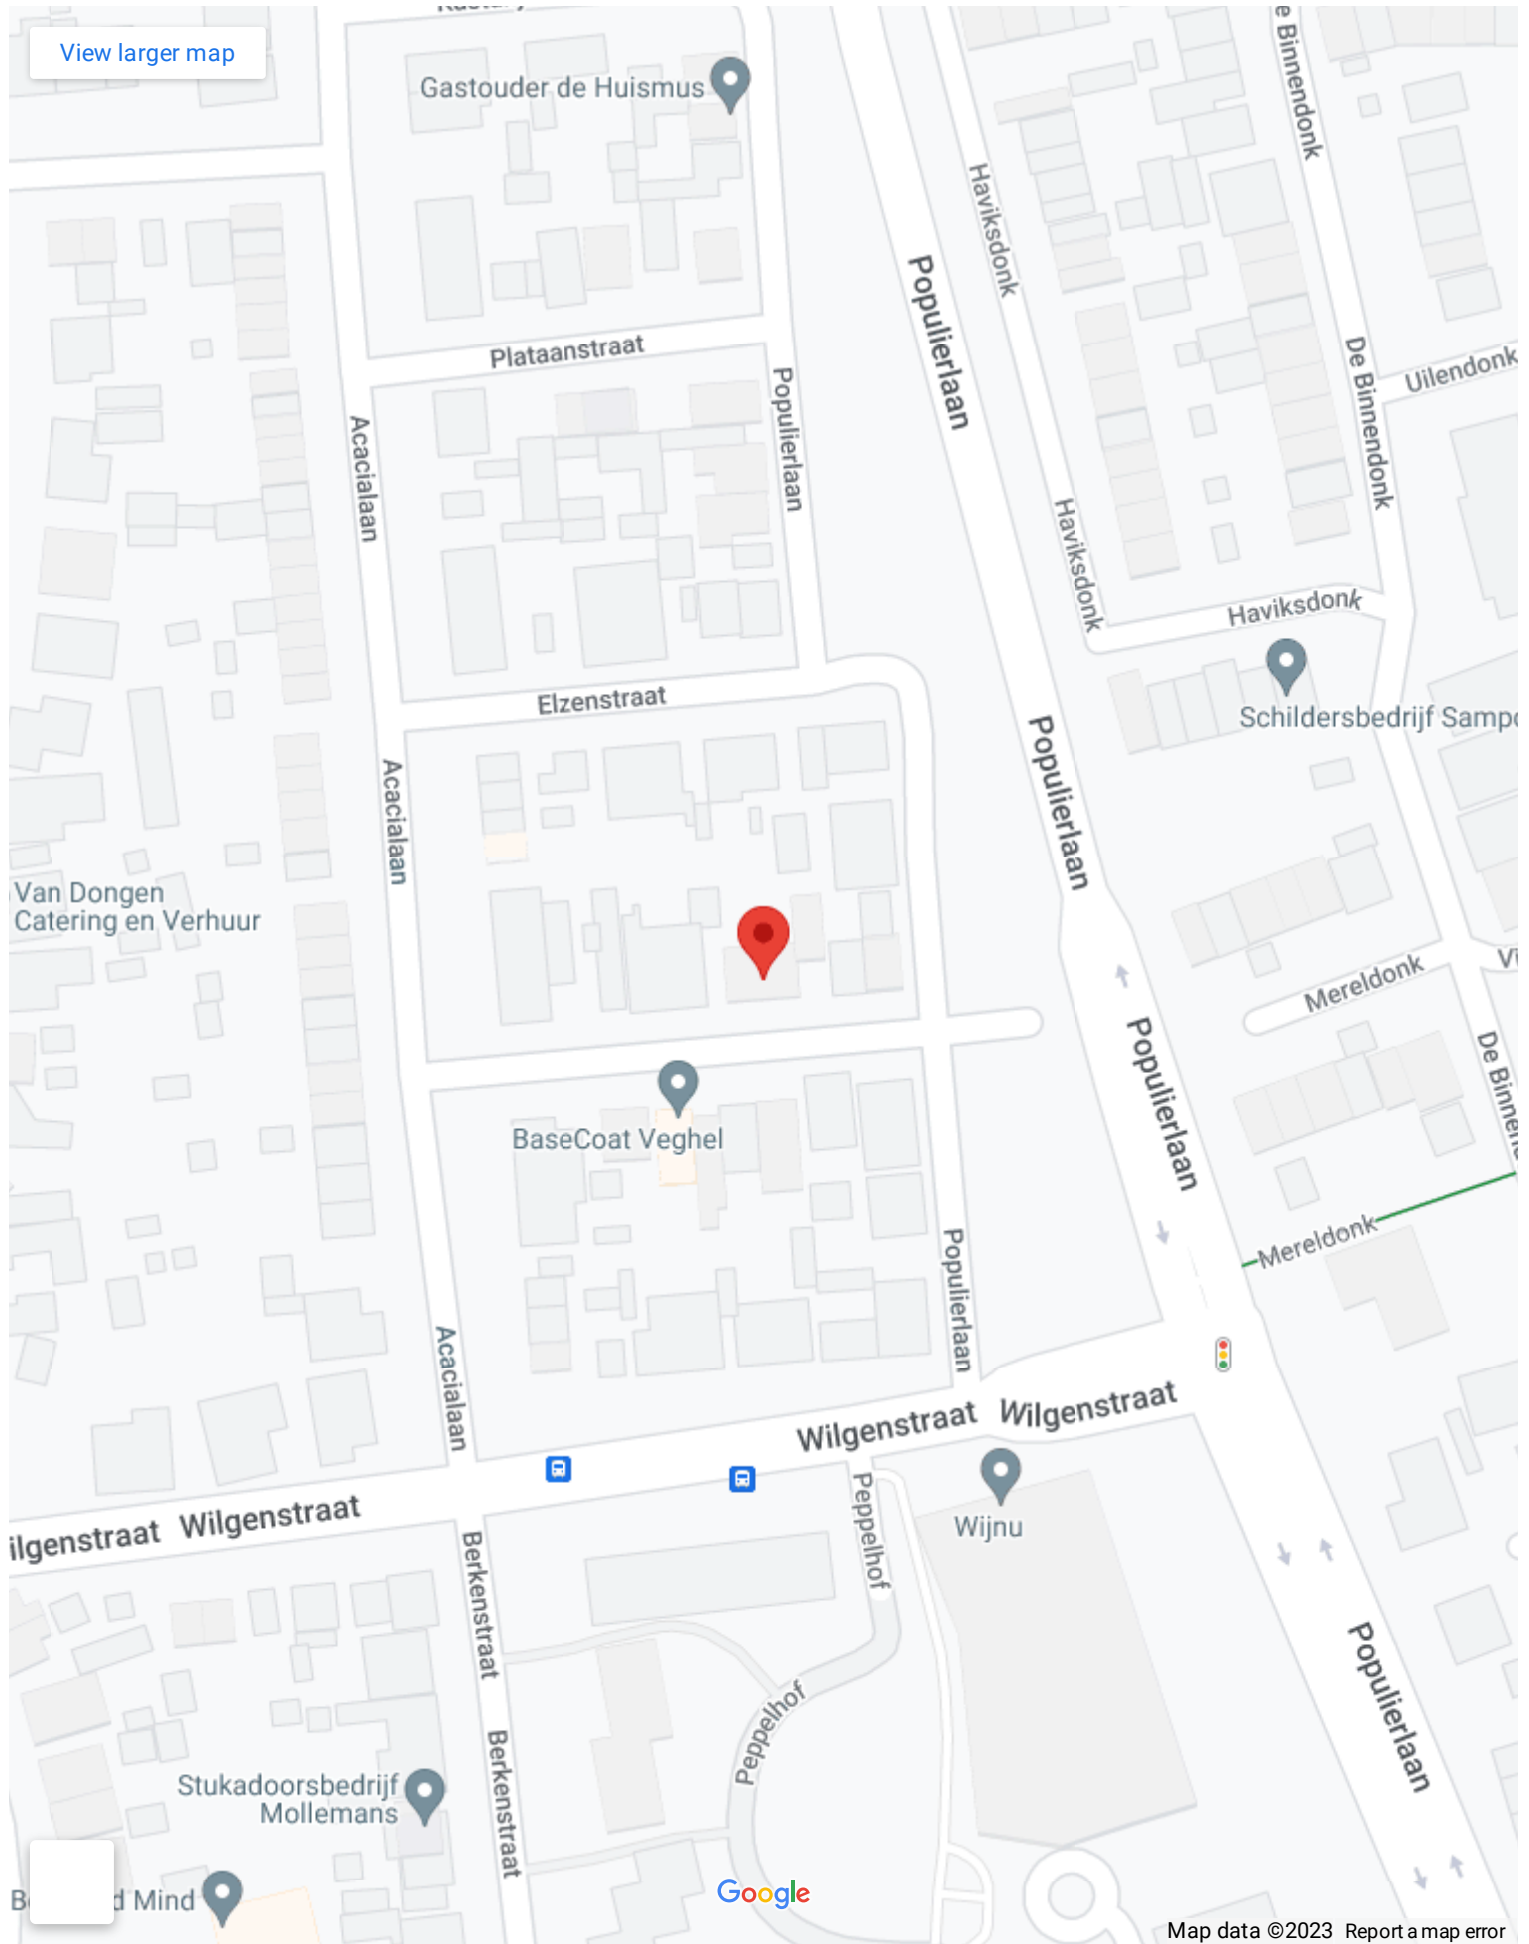 View larger map
Gastouder de Huismus
Binnendonk
Haviksdonk
Populierlaan
Plataanstraat
De Binnendonk
Uilendonk
Populierlaan
Acacialaan
Haviksdonk
Haviksdonk
Elzenstraat
Schildersbedrijf Samp
Populierlaan
Acacialaan
Van Dongen
Catering en Verhuur
Mereldonk
Populierlaan
De Binnen
BaseCoat Veghel
Mereldonk
Populierlaan
Acacialaan
Wilgenstraat Wilgenstraat
ilgenstraat Wilgenstraat
Peppelhof
Wijnu
Berkenstraat
Populierlaan
Peppelhof
Berkenstraat
Stukadoorsbedrijf
Mollemans
d Mind
Google
Map data ©2023 Report a map error